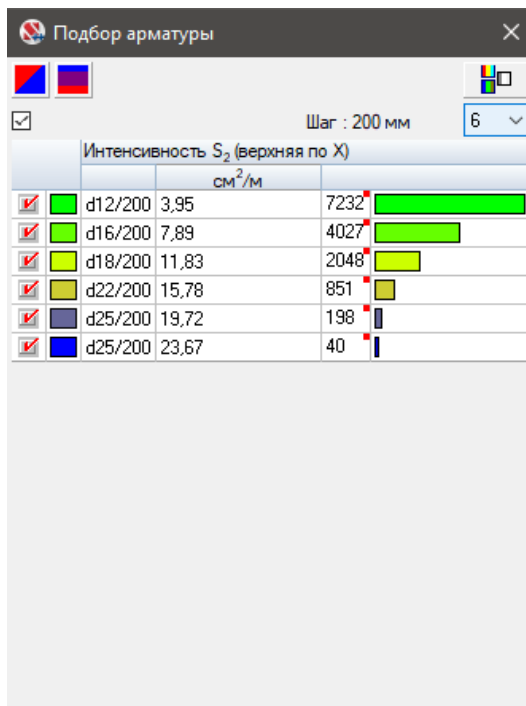 Подбор арматуры
Шаг : 200 мм 6
Интенсивность S2 (верхняя по X)
см²/м
d12/200 3,95 7232
d16/200 7,89 4027
d18/200 11,83 2048
d22/200 15,78 851
d25/200 19,72 198
d25/200 23,67 40